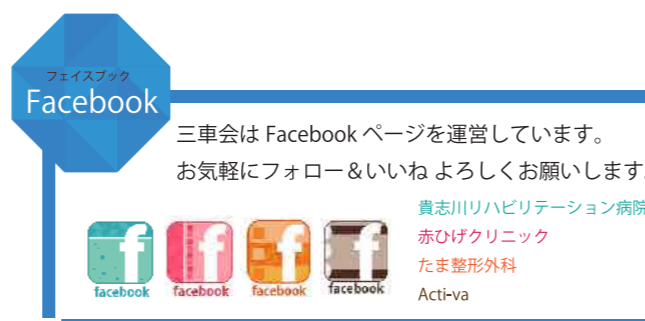 フェイスブック
Facebook
三車会は Facebook ページを運営しています。
お気軽にフォロー＆いいね よろしくお願いします。
貴志川リハビリテーション病院
赤ひげクリニック
たま整形外科
Acti-va
facebook facebook facebook facebook